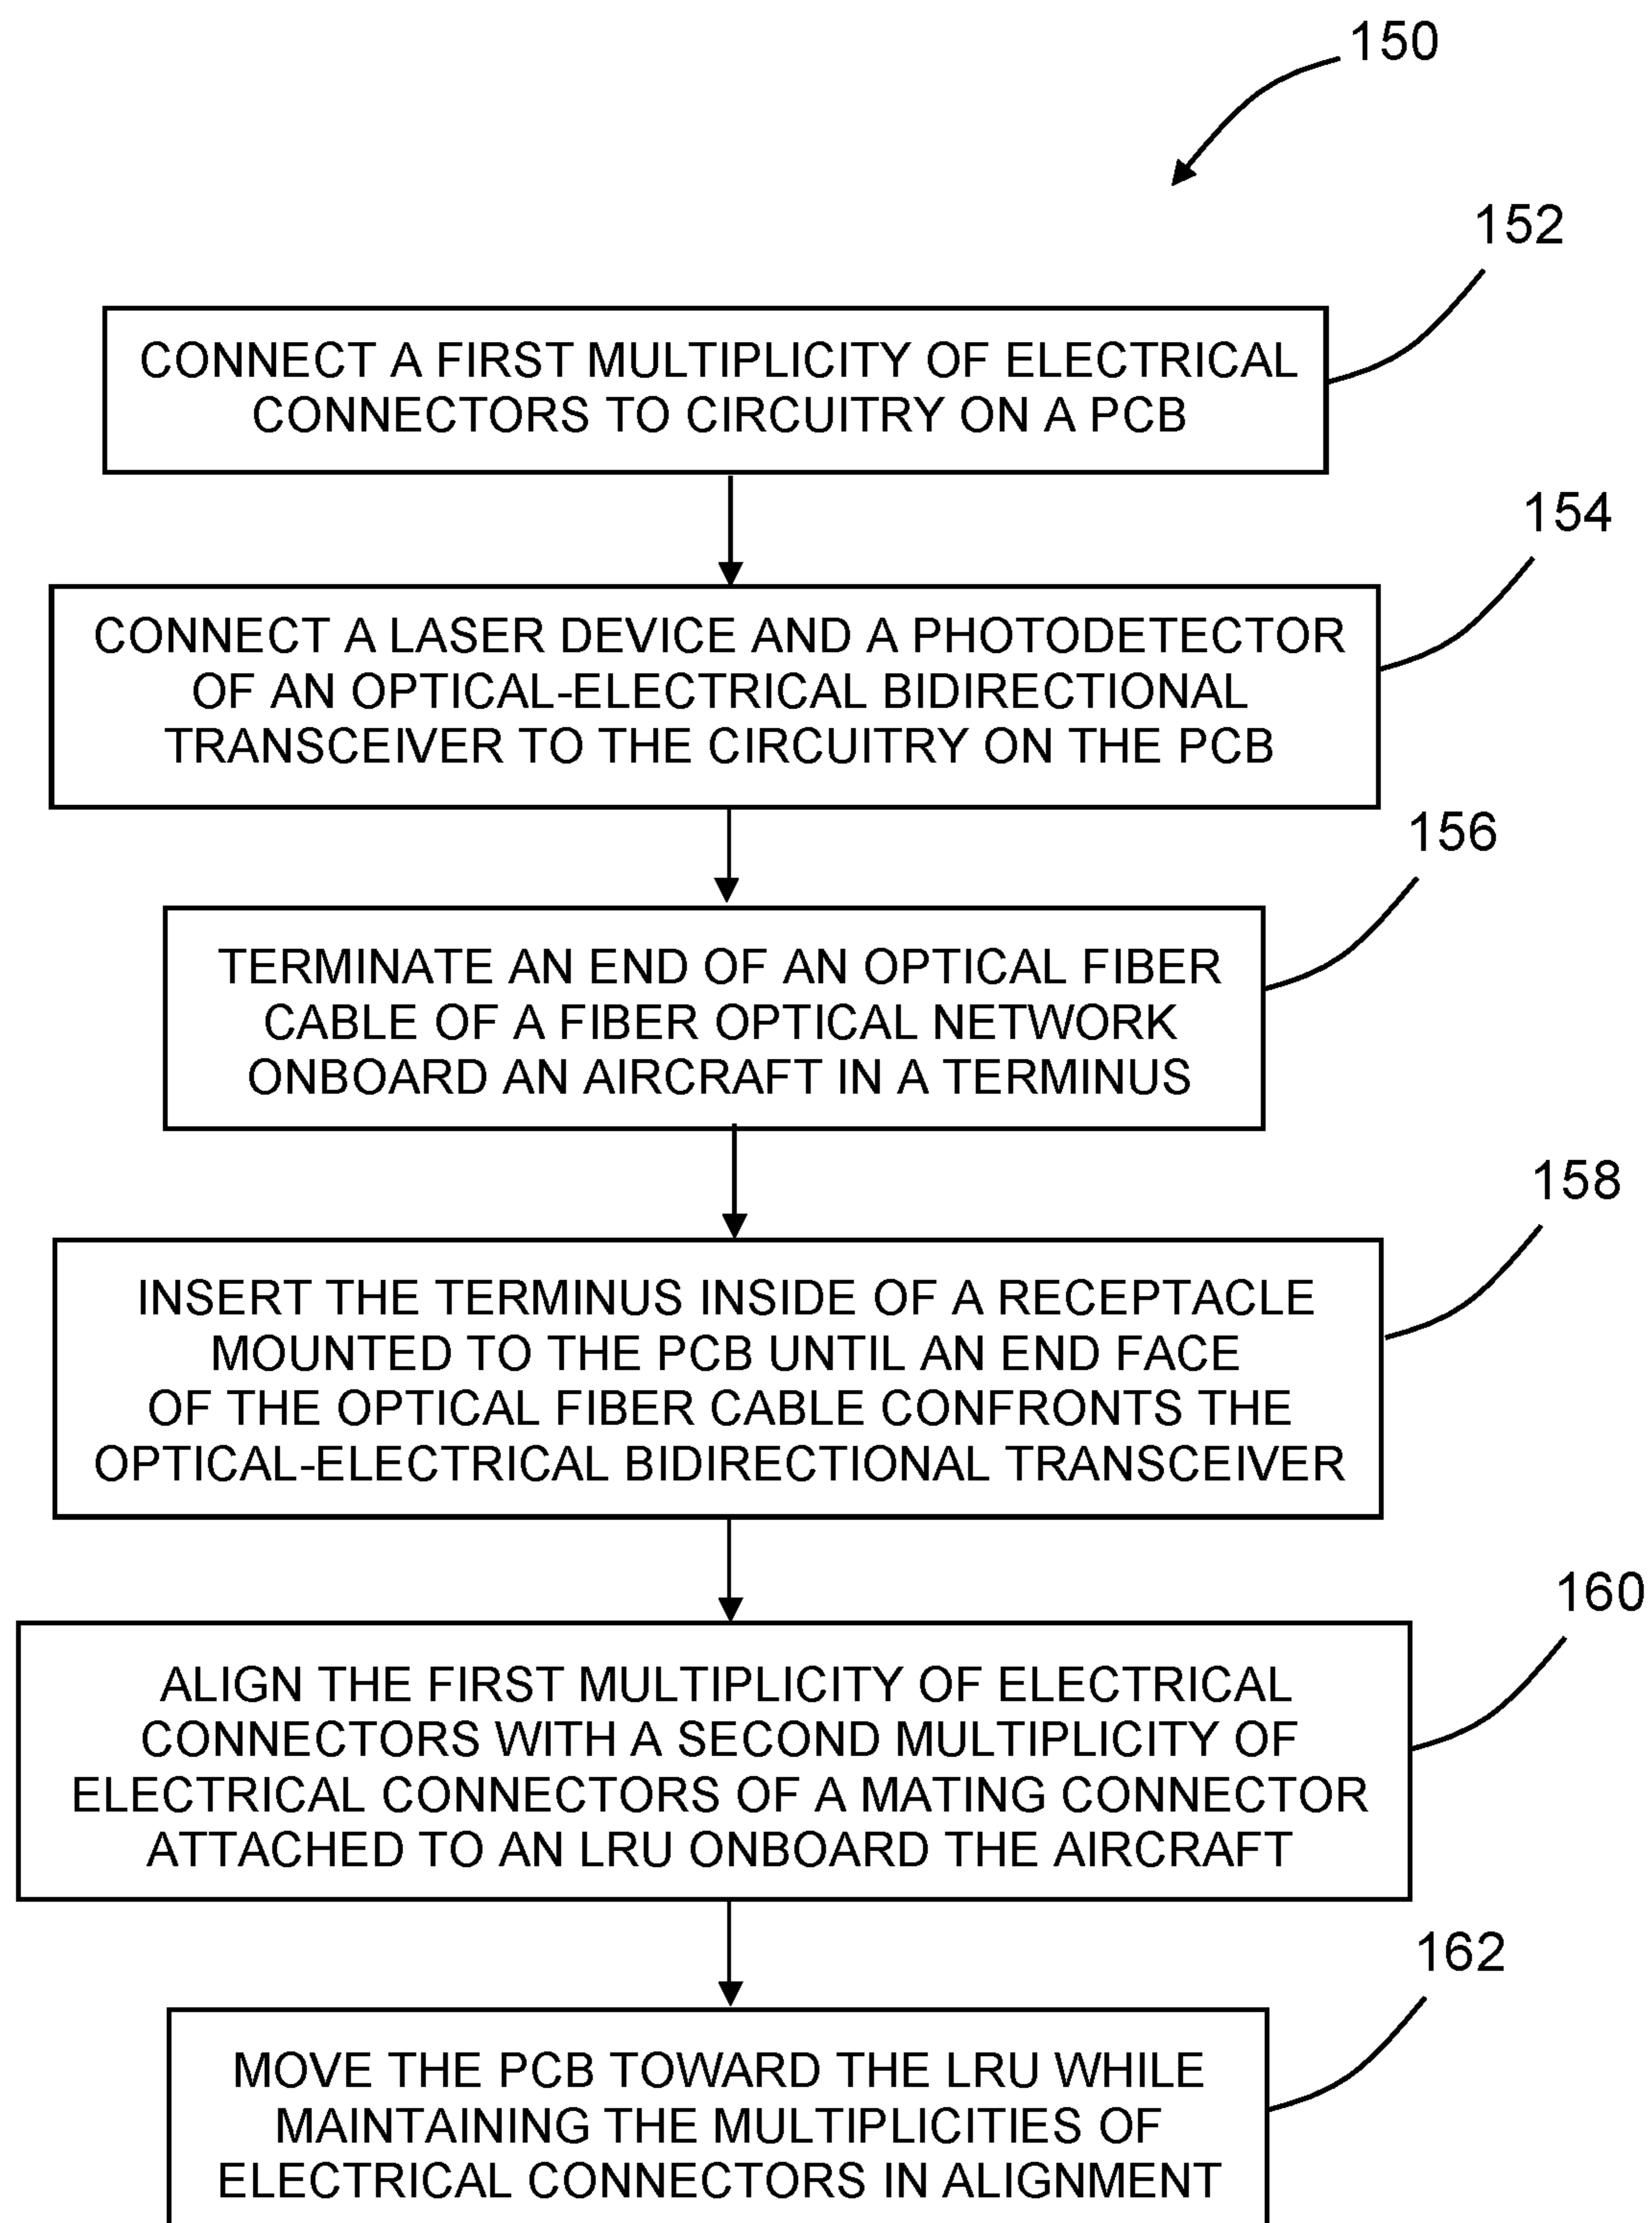 150
152
CONNECT A FIRST MULTIPLICITY OF ELECTRICAL
CONNECTORS TO CIRCUITRY ON A PCB
154
CONNECT A LASER DEVICE AND A PHOTODETECTOR
OF AN OPTICAL-ELECTRICAL BIDIRECTIONAL
TRANSCEIVER TO THE CIRCUITRY ON THE PCB
156
TERMINATE AN END OF AN OPTICAL FIBER
CABLE OF A FIBER OPTICAL NETWORK
ONBOARD AN AIRCRAFT IN A TERMINUS
158
INSERT THE TERMINUS INSIDE OF A RECEPTACLE
MOUNTED TO THE PCB UNTIL AN END FACE
OF THE OPTICAL FIBER CABLE CONFRONTS THE
OPTICAL-ELECTRICAL BIDIRECTIONAL TRANSCEIVER
160
ALIGN THE FIRST MULTIPLICITY OF ELECTRICAL
CONNECTORS WITH A SECOND MULTIPLICITY OF
ELECTRICAL CONNECTORS OF A MATING CONNECTOR
ATTACHED TO AN LRU ONBOARD THE AIRCRAFT
162
MOVE THE PCB TOWARD THE LRU WHILE
MAINTAINING THE MULTIPLICITIES OF
ELECTRICAL CONNECTORS IN ALIGNMENT